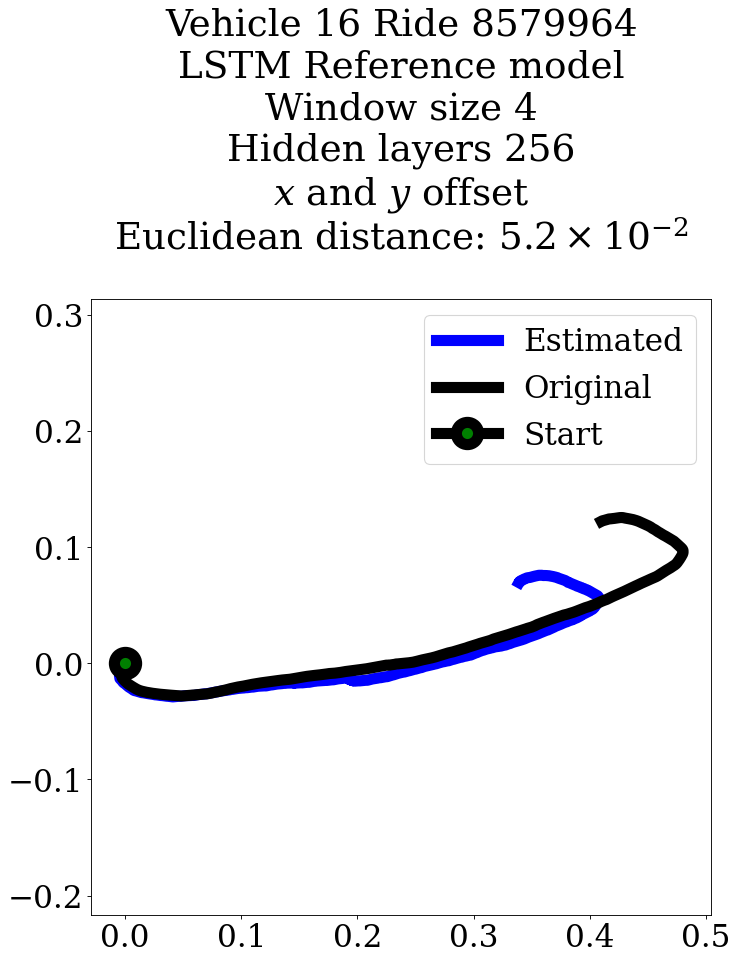 Vehicle 16 Ride 8579964
LSTM Reference model
Window size 4
Hidden layers 256
x and y offset
Euclidean distance: 5.2 × 10⁻²
Estimated
Original
Start
0.3
0.2
0.1
0.0
−0.1
−0.2
0.0 0.1 0.2 0.3 0.4 0.5